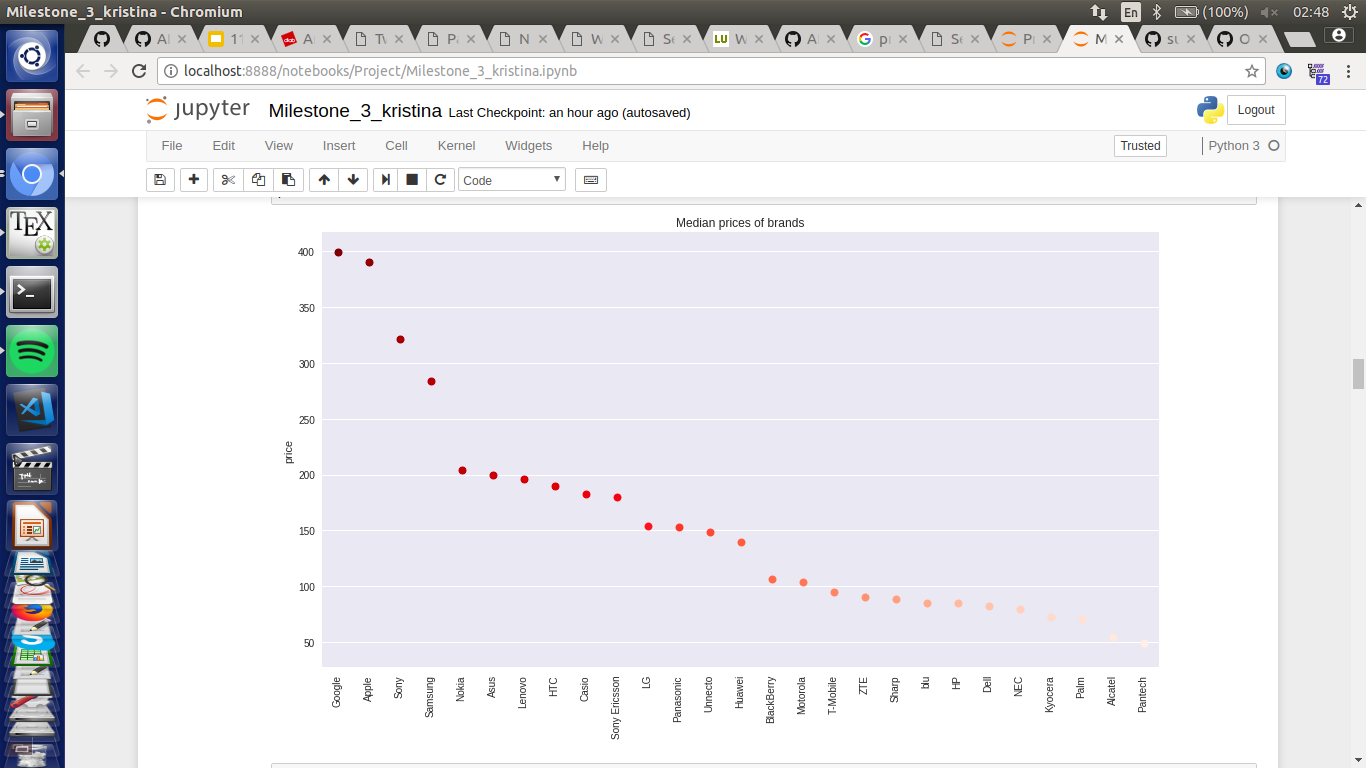 Milestone_3_kristina - Chromium
En (100%) 02:48
localhost:8888/notebooks/Project/Milestone_3_kristina.ipynb
72
jupyter Milestone_3_kristina Last Checkpoint: an hour ago (autosaved) Logout
File Edit View Insert Cell Kernel Widgets Help Trusted Python 3
Code
Median prices of brands
400
350
300
250
200
150
100
50
price
Google
Apple
Sony
Samsung
Nokia
Asus
Lenovo
HTC
Casio
Sony Ericsson
LG
Panasonic
Unnecto
Huawei
BlackBerry
Motorola
T-Mobile
ZTE
Sharp
blu
HP
Dell
NEC
Kyocera
Palm
Alcatel
Pantech